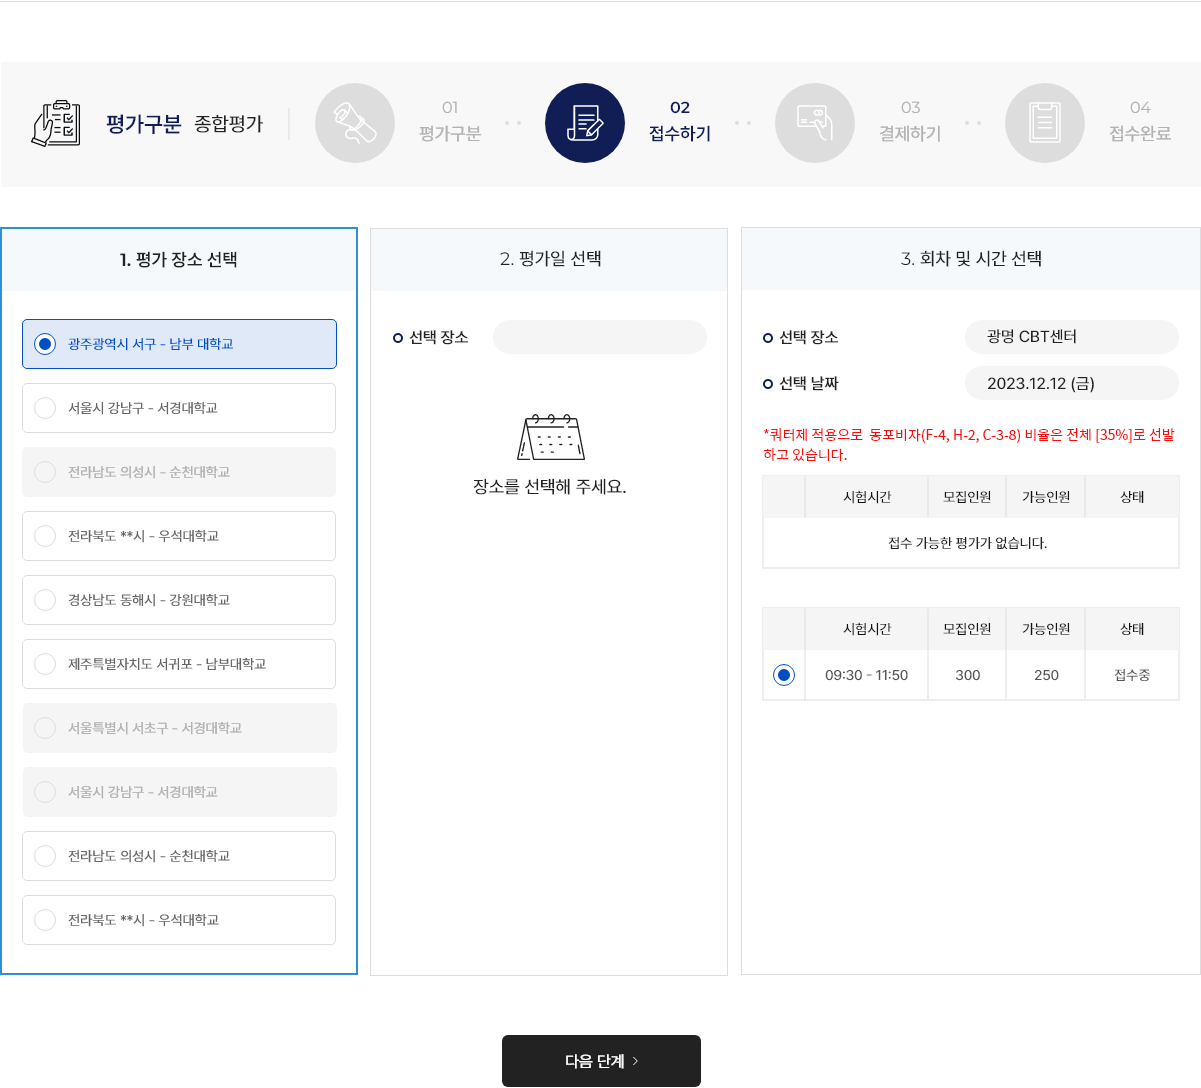 평가구분 종합평가
01
평가구분
02
접수하기
03
결제하기
04
접수완료
1. 평가 장소 선택
광주광역시 서구 - 남부 대학교
서울시 강남구 - 서경대학교
전라남도 의성시 - 순천대학교
전라북도 **시 - 우석대학교
경상남도 동해시 - 강원대학교
제주특별자치도 서귀포 - 남부대학교
서울특별시 서초구 - 서경대학교
서울시 강남구 - 서경대학교
전라남도 의성시 - 순천대학교
전라북도 **시 - 우석대학교
2. 평가일 선택
선택 장소
장소를 선택해 주세요.
3. 회차 및 시간 선택
선택 장소 광명 CBT센터
선택 날짜 2023.12.12 (금)
*쿼터제 적용으로 동포비자(F-4, H-2, C-3-8) 비율은 전체 [35%]로 선발
하고 있습니다.
시험시간 모집인원 가능인원 상태
접수 가능한 평가가 없습니다.
시험시간 모집인원 가능인원 상태
09:30 - 11:50 300 250 접수중
다음 단계 >